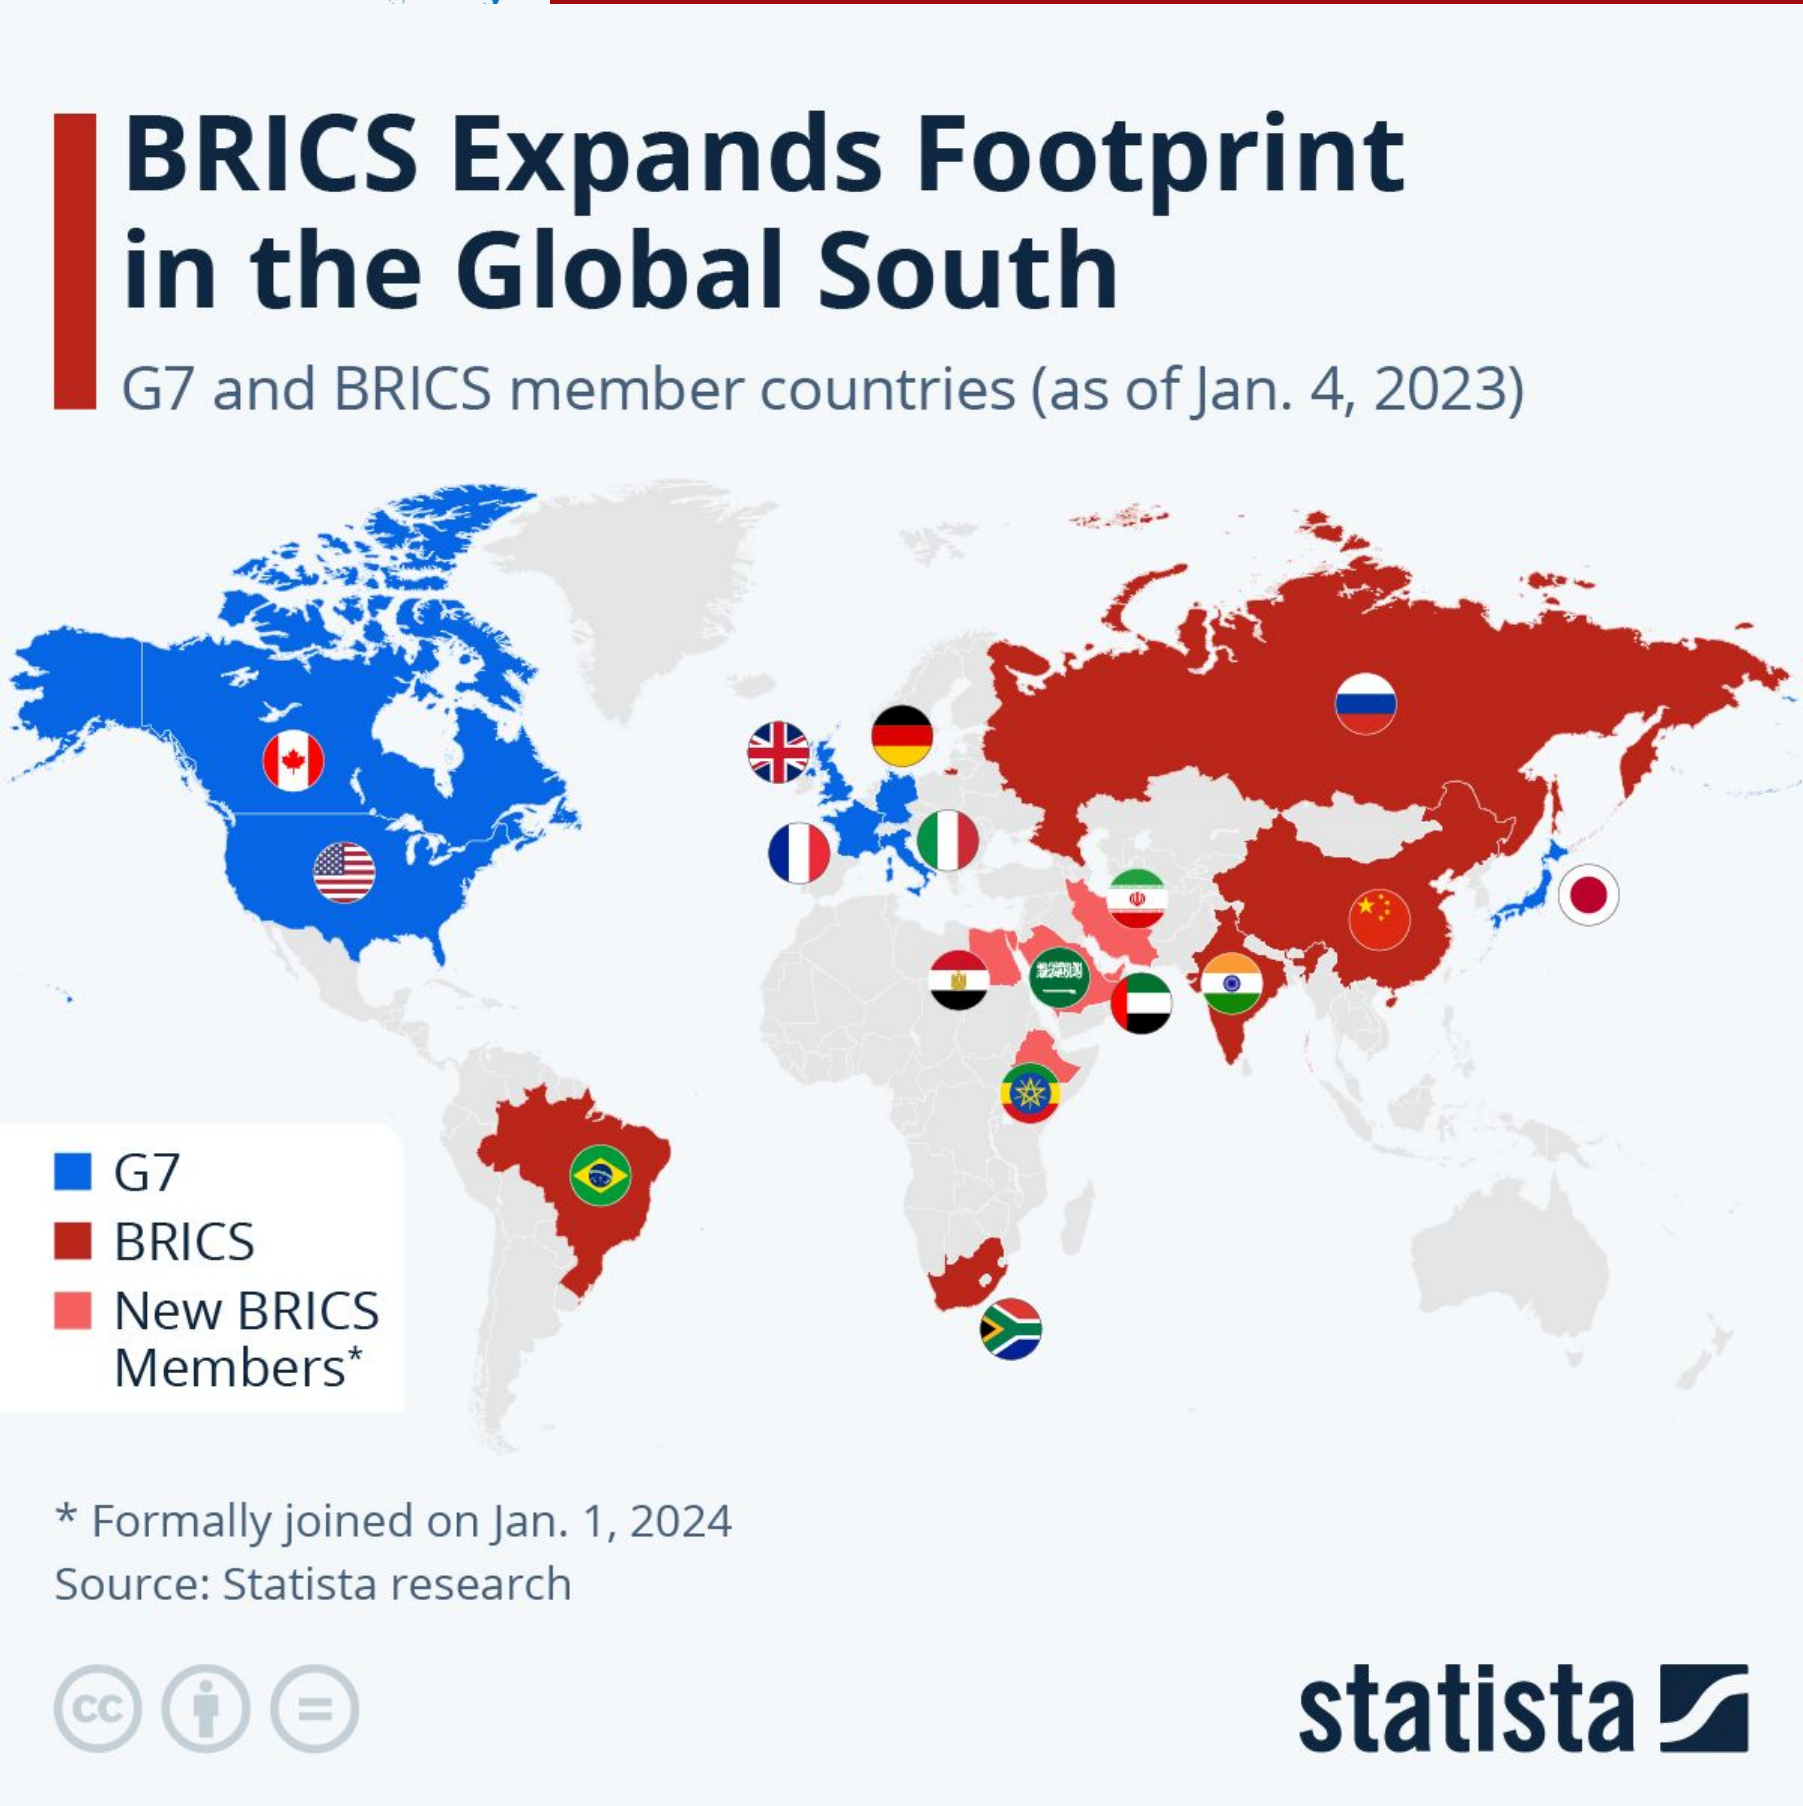 BRICS Expands Footprint
in the Global South
G7 and BRICS member countries (as of Jan. 4, 2023)
G7
BRICS
New BRICS
Members*
* Formally joined on Jan. 1, 2024
Source: Statista research
cc
statista